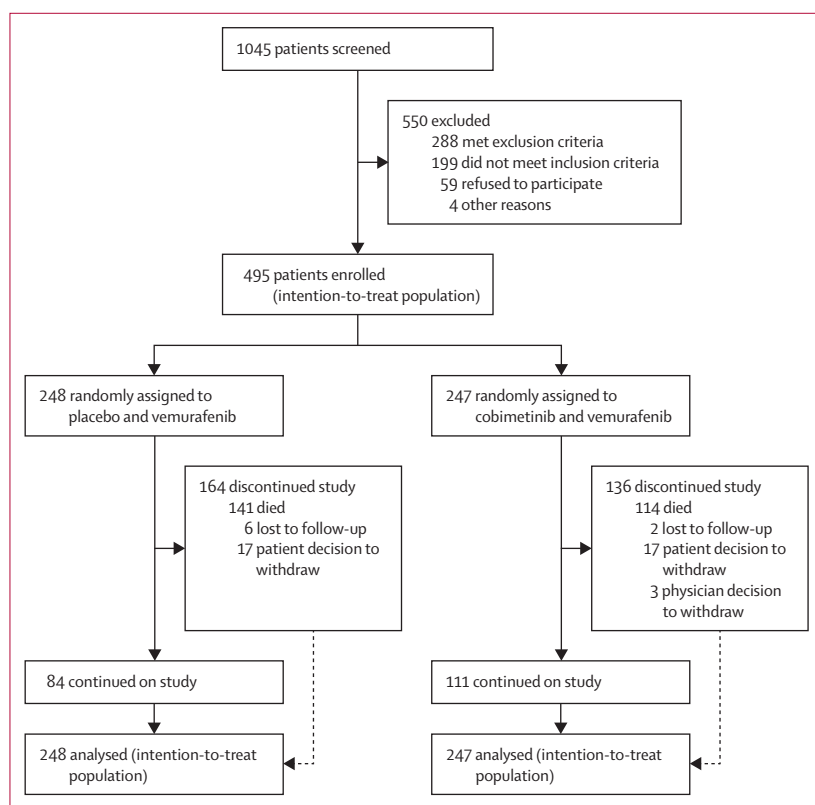 1045 patients screened
550 excluded
288 met exclusion criteria
199 did not meet inclusion criteria
59 refused to participate
4 other reasons
495 patients enrolled
(intention-to-treat population)
248 randomly assigned to
placebo and vemurafenib
247 randomly assigned to
cobimetinib and vemurafenib
164 discontinued study
141 died
6 lost to follow-up
17 patient decision to
withdraw
136 discontinued study
114 died
2 lost to follow-up
17 patient decision to
withdraw
3 physician decision
to withdraw
84 continued on study
111 continued on study
248 analysed (intention-to-treat
population)
247 analysed (intention-to-treat
population)